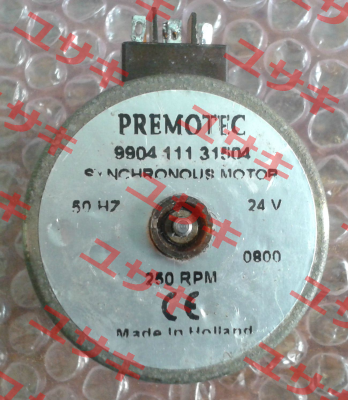 PREMOTEC
9904 111 31504
SYNCHRONOUS MOTOR
50 HZ 24 V
0800
250 RPM
CE
Made In Holland
ユサキ